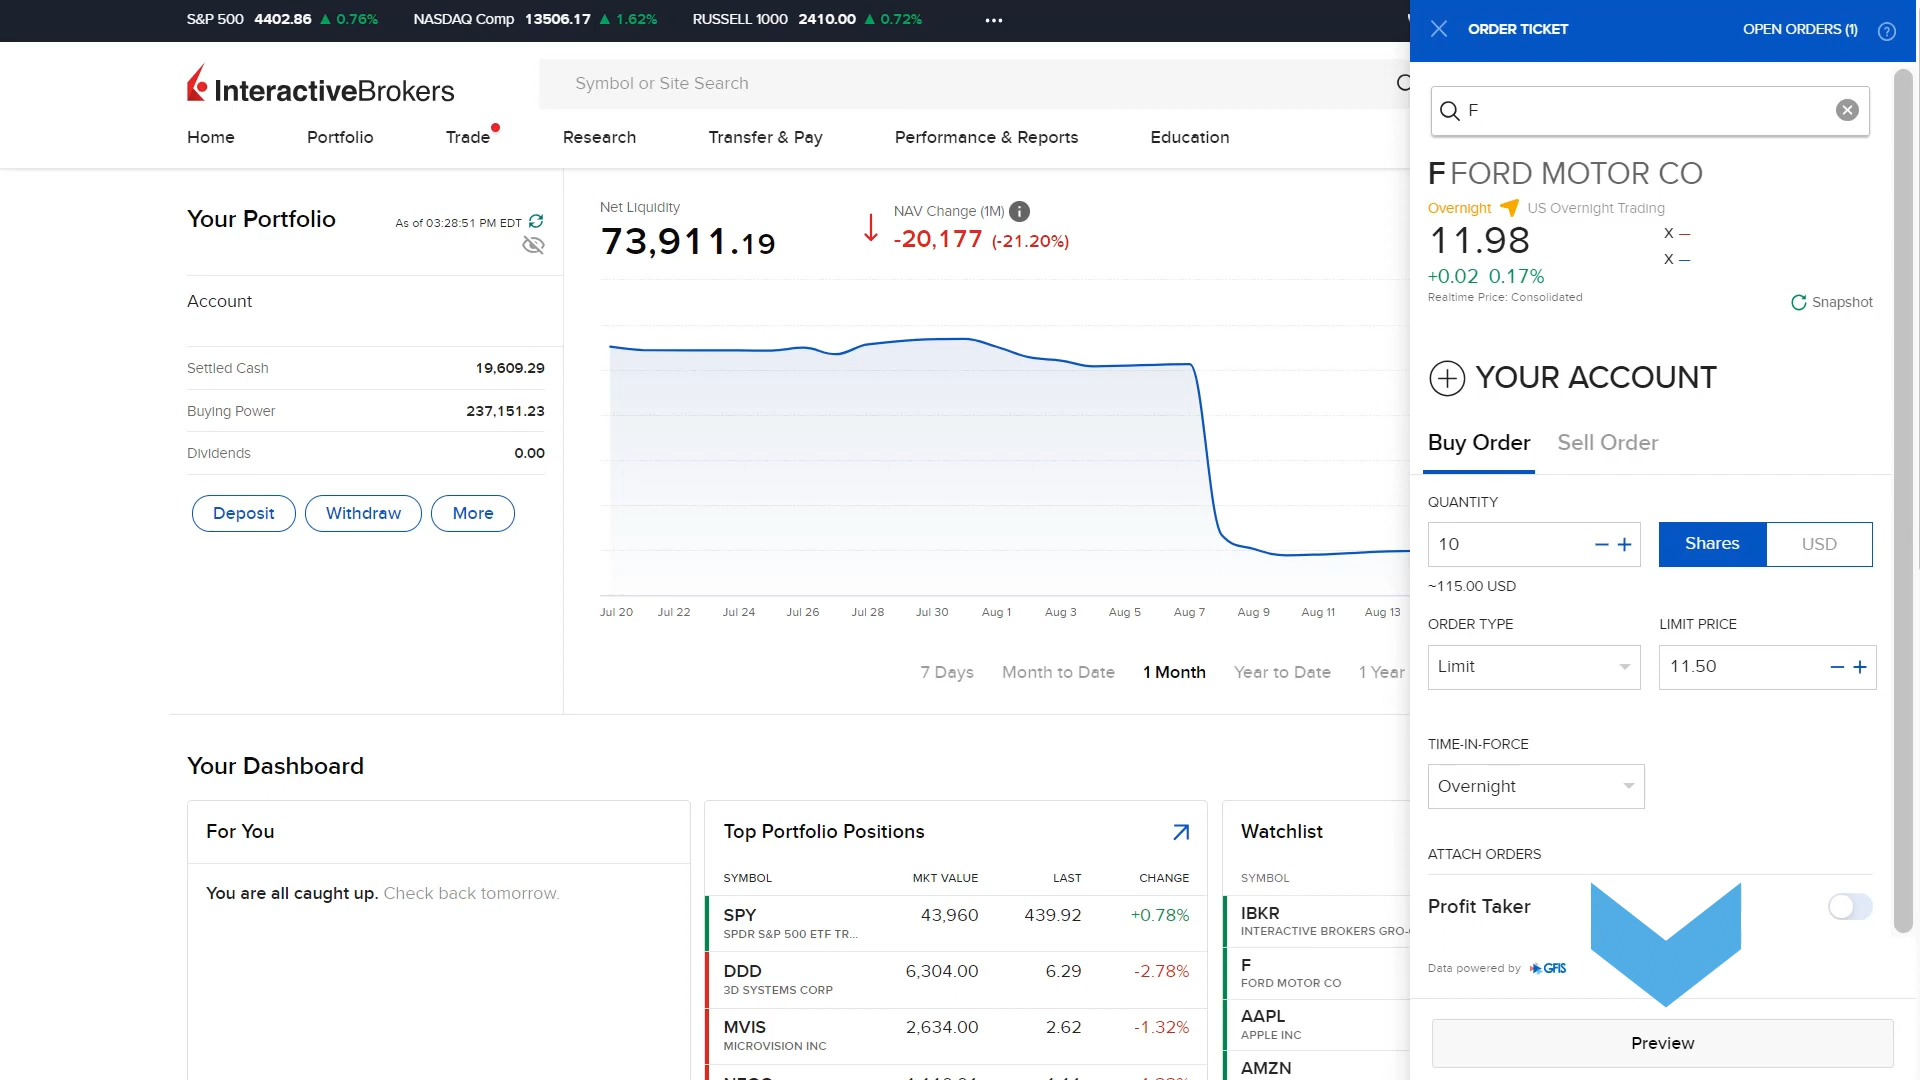 S&P 500 4402.86 ▲ 0.76% NASDAQ Comp 13506.17 ▲ 1.62% RUSSELL 1000 2410.00 ▲ 0.72% •••
InteractiveBrokers
Symbol or Site Search
Home Portfolio Trade Research Transfer & Pay Performance & Reports Education
Your Portfolio
As of 03:28:51 PM EDT
Account
Settled Cash 19,609.29
Buying Power 237,151.23
Dividends 0.00
Deposit Withdraw More
Net Liquidity
73,911.19
NAV Change (1M)
-20,177 (-21.20%)
Jul 20 Jul 22 Jul 24 Jul 26 Jul 28 Jul 30 Aug 1 Aug 3 Aug 5 Aug 7 Aug 9 Aug 11 Aug 13
7 Days Month to Date 1 Month Year to Date 1 Year
Your Dashboard
For You
You are all caught up. Check back tomorrow.
Top Portfolio Positions
SYMBOL MKT VALUE LAST CHANGE
SPY 43,960 439.92 +0.78%
SPDR S&P 500 ETF TR...
DDD 6,304.00 6.29 -2.78%
3D SYSTEMS CORP
MVIS 2,634.00 2.62 -1.32%
MICROVISION INC
Watchlist
SYMBOL
IBKR
INTERACTIVE BROKERS GRO-
F
FORD MOTOR CO
AAPL
APPLE INC
AMZN
ORDER TICKET OPEN ORDERS (1) ?
F
F FORD MOTOR CO
Overnight US Overnight Trading
11.98
X —
X —
+0.02 0.17%
Realtime Price: Consolidated
Snapshot
YOUR ACCOUNT
Buy Order Sell Order
QUANTITY
10 − + Shares USD
~115.00 USD
ORDER TYPE LIMIT PRICE
Limit 11.50 − +
TIME-IN-FORCE
Overnight
ATTACH ORDERS
Profit Taker
Data powered by GFIS
Preview